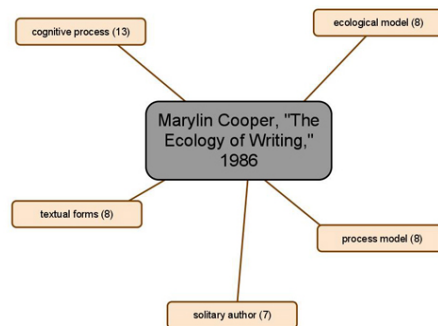 cognitive process (13)
ecological model (8)
Marylin Cooper, "The
Ecology of Writing,"
1986
textual forms (8)
process model (8)
solitary author (7)